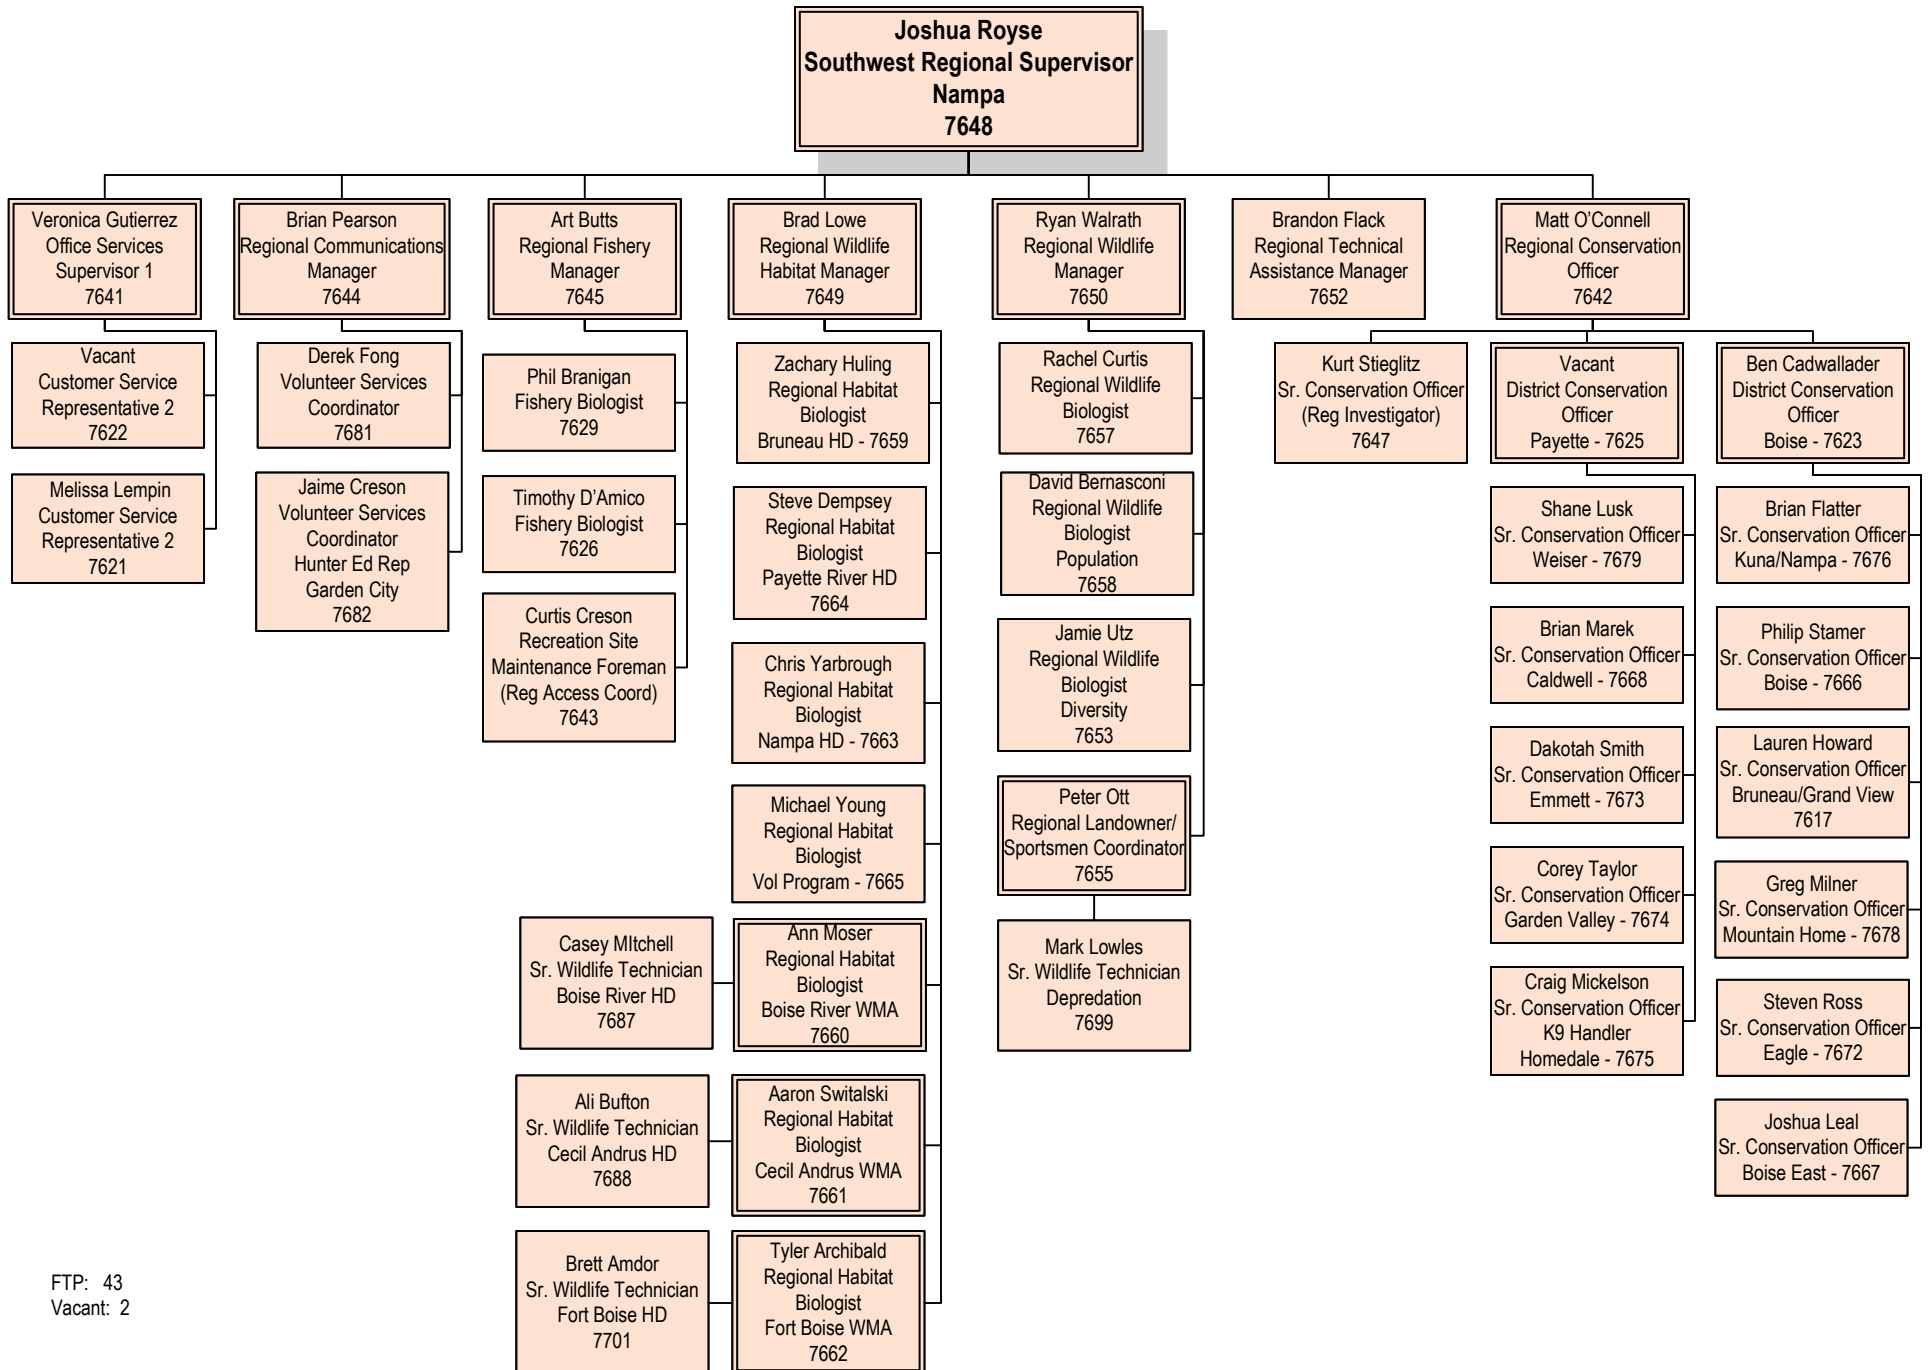 Joshua Royse
Southwest Regional Supervisor
Nampa
7648
Veronica Gutierrez
Office Services
Supervisor 1
7641
Brian Pearson
Regional Communications
Manager
7644
Art Butts
Regional Fishery
Manager
7645
Brad Lowe
Regional Wildlife
Habitat Manager
7649
Ryan Walrath
Regional Wildlife
Manager
7650
Brandon Flack
Regional Technical
Assistance Manager
7652
Matt O’Connell
Regional Conservation
Officer
7642
Vacant
Customer Service
Representative 2
7622
Melissa Lempin
Customer Service
Representative 2
7621
Derek Fong
Volunteer Services
Coordinator
7681
Jaime Creson
Volunteer Services
Coordinator
Hunter Ed Rep
Garden City
7682
Phil Branigan
Fishery Biologist
7629
Timothy D’Amico
Fishery Biologist
7626
Curtis Creson
Recreation Site
Maintenance Foreman
(Reg Access Coord)
7643
Zachary Huling
Regional Habitat
Biologist
Bruneau HD - 7659
Steve Dempsey
Regional Habitat
Biologist
Payette River HD
7664
Chris Yarbrough
Regional Habitat
Biologist
Nampa HD - 7663
Michael Young
Regional Habitat
Biologist
Vol Program - 7665
Casey MItchell
Sr. Wildlife Technician
Boise River HD
7687
Ann Moser
Regional Habitat
Biologist
Boise River WMA
7660
Ali Bufton
Sr. Wildlife Technician
Cecil Andrus HD
7688
Aaron Switalski
Regional Habitat
Biologist
Cecil Andrus WMA
7661
Brett Amdor
Sr. Wildlife Technician
Fort Boise HD
7701
Tyler Archibald
Regional Habitat
Biologist
Fort Boise WMA
7662
Rachel Curtis
Regional Wildlife
Biologist
7657
David Bernasconi
Regional Wildlife
Biologist
Population
7658
Jamie Utz
Regional Wildlife
Biologist
Diversity
7653
Peter Ott
Regional Landowner/
Sportsmen Coordinator
7655
Mark Lowles
Sr. Wildlife Technician
Depredation
7699
Kurt Stieglitz
Sr. Conservation Officer
(Reg Investigator)
7647
Vacant
District Conservation
Officer
Payette - 7625
Shane Lusk
Sr. Conservation Officer
Weiser - 7679
Brian Marek
Sr. Conservation Officer
Caldwell - 7668
Dakotah Smith
Sr. Conservation Officer
Emmett - 7673
Corey Taylor
Sr. Conservation Officer
Garden Valley - 7674
Craig Mickelson
Sr. Conservation Officer
K9 Handler
Homedale - 7675
Ben Cadwallader
District Conservation
Officer
Boise - 7623
Brian Flatter
Sr. Conservation Officer
Kuna/Nampa - 7676
Philip Stamer
Sr. Conservation Officer
Boise - 7666
Lauren Howard
Sr. Conservation Officer
Bruneau/Grand View
7617
Greg Milner
Sr. Conservation Officer
Mountain Home - 7678
Steven Ross
Sr. Conservation Officer
Eagle - 7672
Joshua Leal
Sr. Conservation Officer
Boise East - 7667
FTP: 43
Vacant: 2